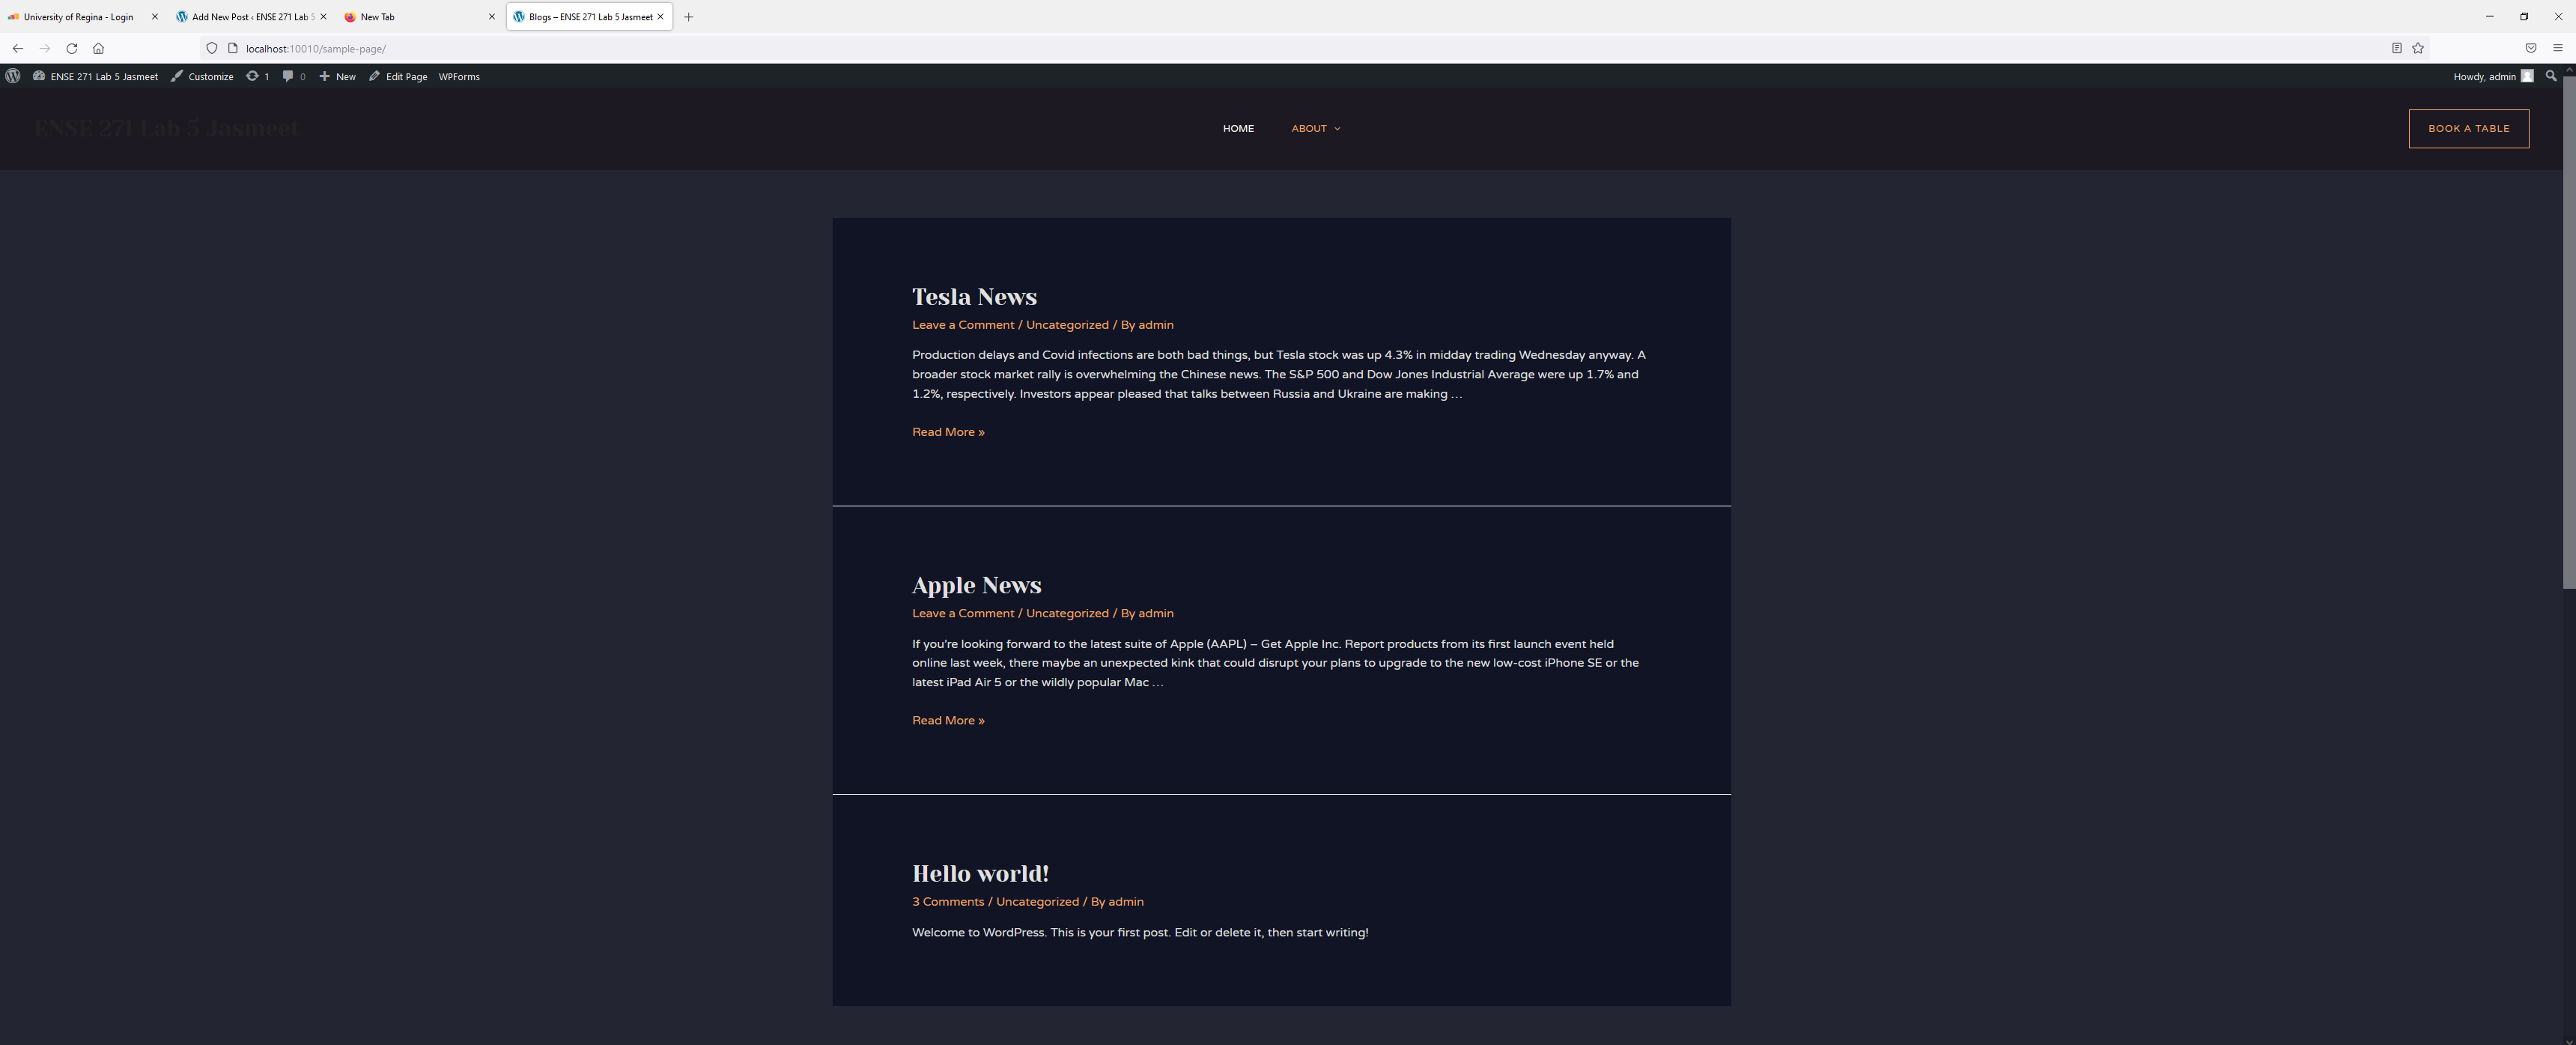 University of Regina - Login
Add New Post ‹ ENSE 271 Lab 5
New Tab
Blogs – ENSE 271 Lab 5 Jasmeet
localhost:10010/sample-page/
ENSE 271 Lab 5 Jasmeet Customize 1 0 New Edit Page WPForms Howdy, admin
ENSE 271 Lab 5 Jasmeet
HOME ABOUT
BOOK A TABLE
Tesla News
Leave a Comment / Uncategorized / By admin
Production delays and Covid infections are both bad things, but Tesla stock was up 4.3% in midday trading Wednesday anyway. A
broader stock market rally is overwhelming the Chinese news. The S&P 500 and Dow Jones Industrial Average were up 1.7% and
1.2%, respectively. Investors appear pleased that talks between Russia and Ukraine are making …
Read More »
Apple News
Leave a Comment / Uncategorized / By admin
If you're looking forward to the latest suite of Apple (AAPL) – Get Apple Inc. Report products from its first launch event held
online last week, there maybe an unexpected kink that could disrupt your plans to upgrade to the new low-cost iPhone SE or the
latest iPad Air 5 or the wildly popular Mac …
Read More »
Hello world!
3 Comments / Uncategorized / By admin
Welcome to WordPress. This is your first post. Edit or delete it, then start writing!